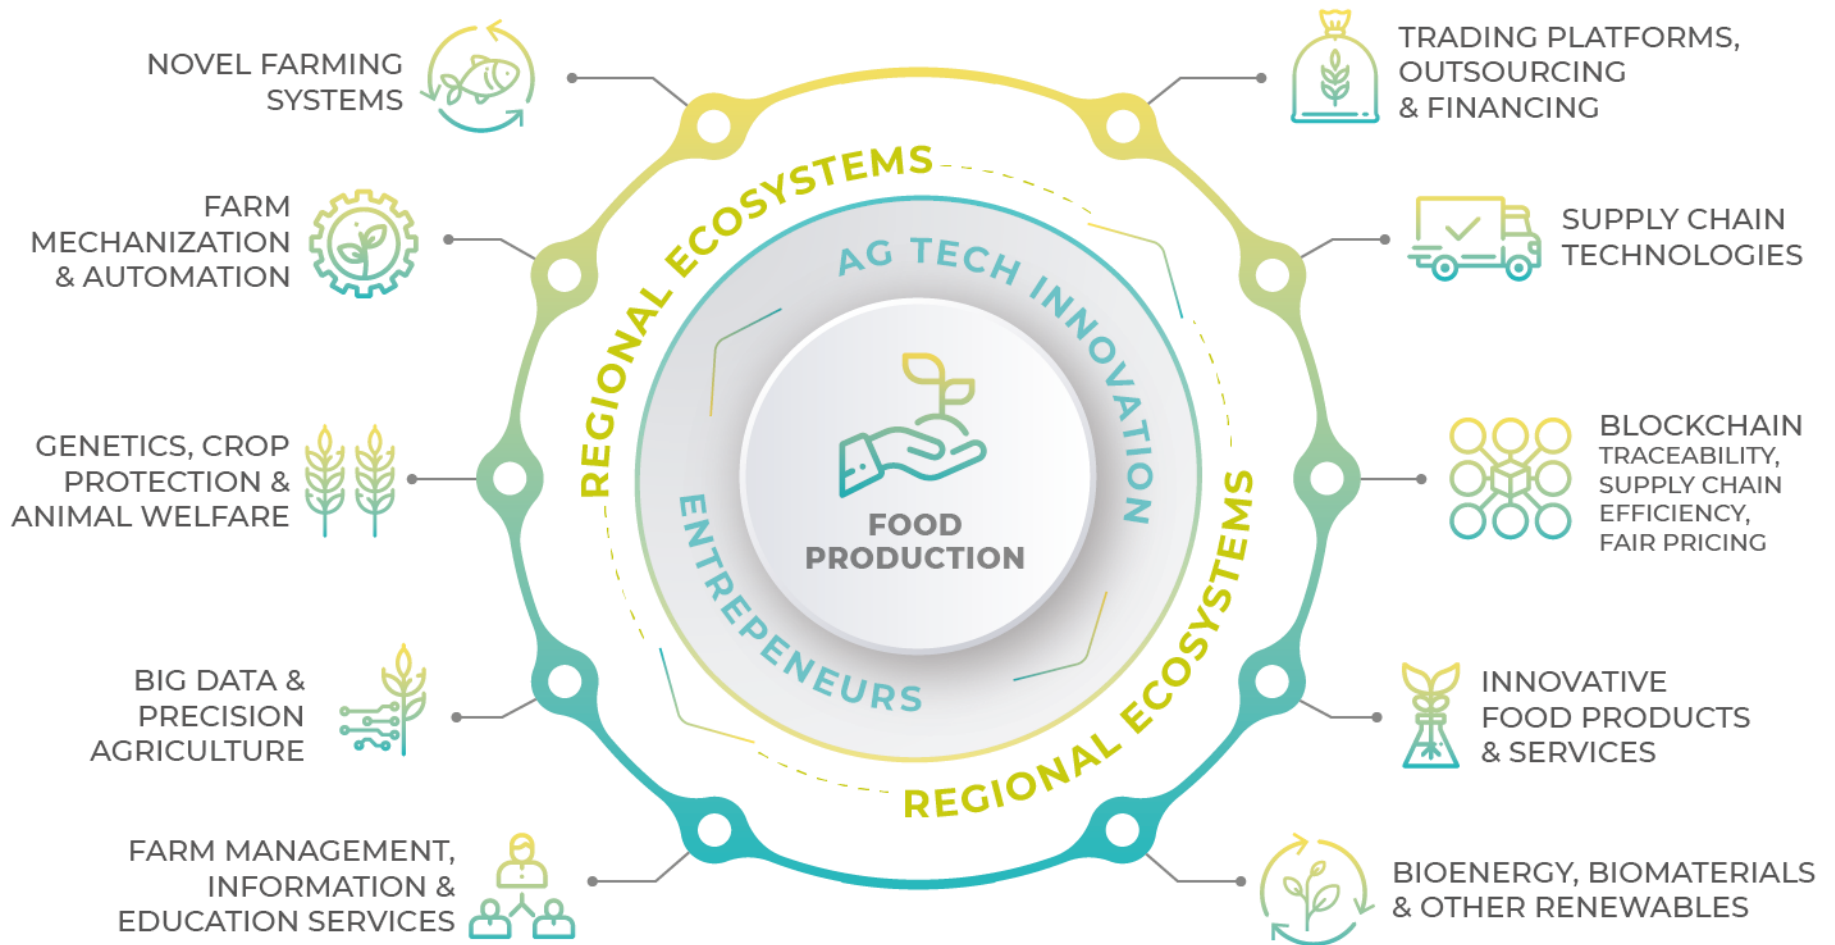 NOVEL FARMING
SYSTEMS
FARM
MECHANIZATION
& AUTOMATION
GENETICS, CROP
PROTECTION &
ANIMAL WELFARE
BIG DATA &
PRECISION
AGRICULTURE
FARM MANAGEMENT,
INFORMATION &
EDUCATION SERVICES
REGIONAL ECOSYSTEMS
AG TECH INNOVATION
ENTREPENEURS
FOOD
PRODUCTION
REGIONAL ECOSYSTEMS
TRADING PLATFORMS,
OUTSOURCING
& FINANCING
SUPPLY CHAIN
TECHNOLOGIES
BLOCKCHAIN
TRACEABILITY,
SUPPLY CHAIN
EFFICIENCY,
FAIR PRICING
INNOVATIVE
FOOD PRODUCTS
& SERVICES
BIOENERGY, BIOMATERIALS
& OTHER RENEWABLES